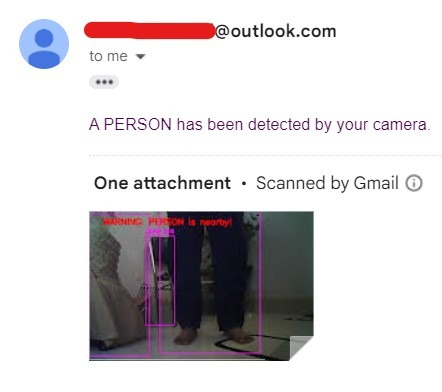 @outlook.com
to me
A PERSON has been detected by your camera.
One attachment • Scanned by Gmail
WARNING: PERSON is nearby!